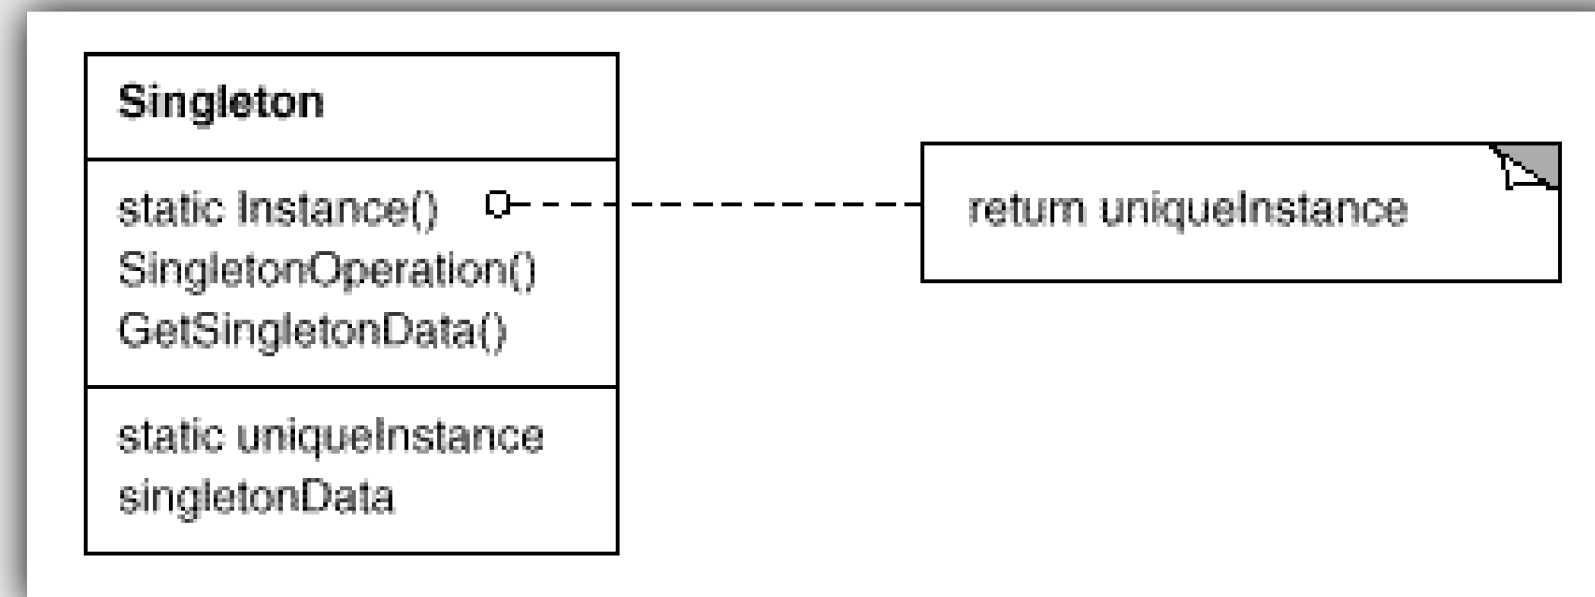 Singleton
static Instance()
return uniqueInstance
SingletonOperation()
GetSingletonData()
static uniqueInstance
singletonData